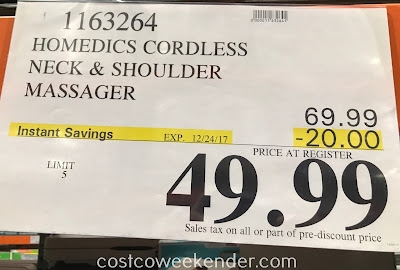 1163264
HOMEDICS CORDLESS
NECK & SHOULDER
MASSAGER
69.99
Instant Savings EXP. 12/24/17 -20.00
PRICE AT REGISTER
LIMIT
5
49.99
Sales tax on all or part of pre-discount price
costcoweekender.com